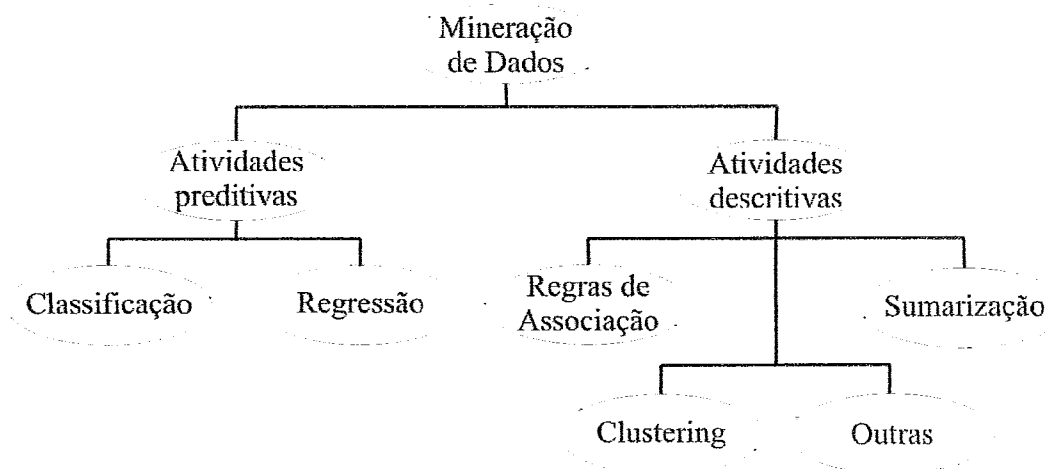 Mineração
de Dados
Atividades
preditivas
Atividades
descritivas
Classificação
Regressão
Regras de
Associação
Sumarização
Clustering
Outras